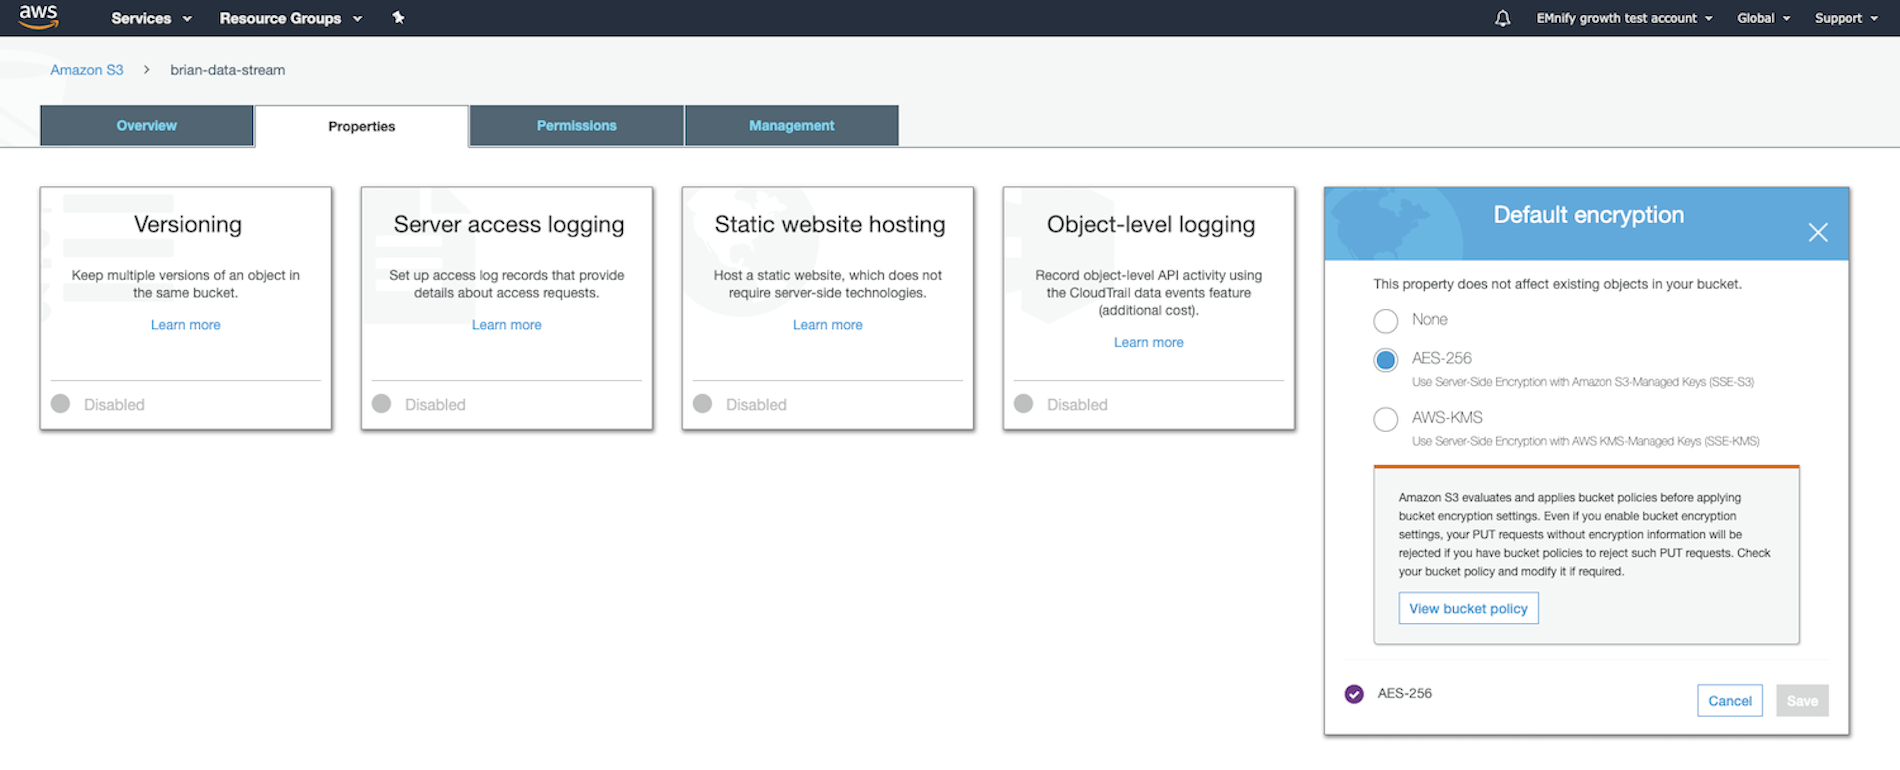 aws Services Resource Groups EMnify growth test account Global Support
Amazon S3 > brian-data-stream
Overview Properties Permissions Management
Versioning
Keep multiple versions of an object in
the same bucket.
Learn more
Disabled
Server access logging
Set up access log records that provide
details about access requests.
Learn more
Disabled
Static website hosting
Host a static website, which does not
require server-side technologies.
Learn more
Disabled
Object-level logging
Record object-level API activity using
the CloudTrail data events feature
(additional cost).
Learn more
Disabled
Default encryption
This property does not affect existing objects in your bucket.
None
AES-256
Use Server-Side Encryption with Amazon S3-Managed Keys (SSE-S3)
AWS-KMS
Use Server-Side Encryption with AWS KMS-Managed Keys (SSE-KMS)
Amazon S3 evaluates and applies bucket policies before applying
bucket encryption settings. Even if you enable bucket encryption
settings, your PUT requests without encryption information will be
rejected if you have bucket policies to reject such PUT requests. Check
your bucket policy and modify it if required.
View bucket policy
AES-256
Cancel Save